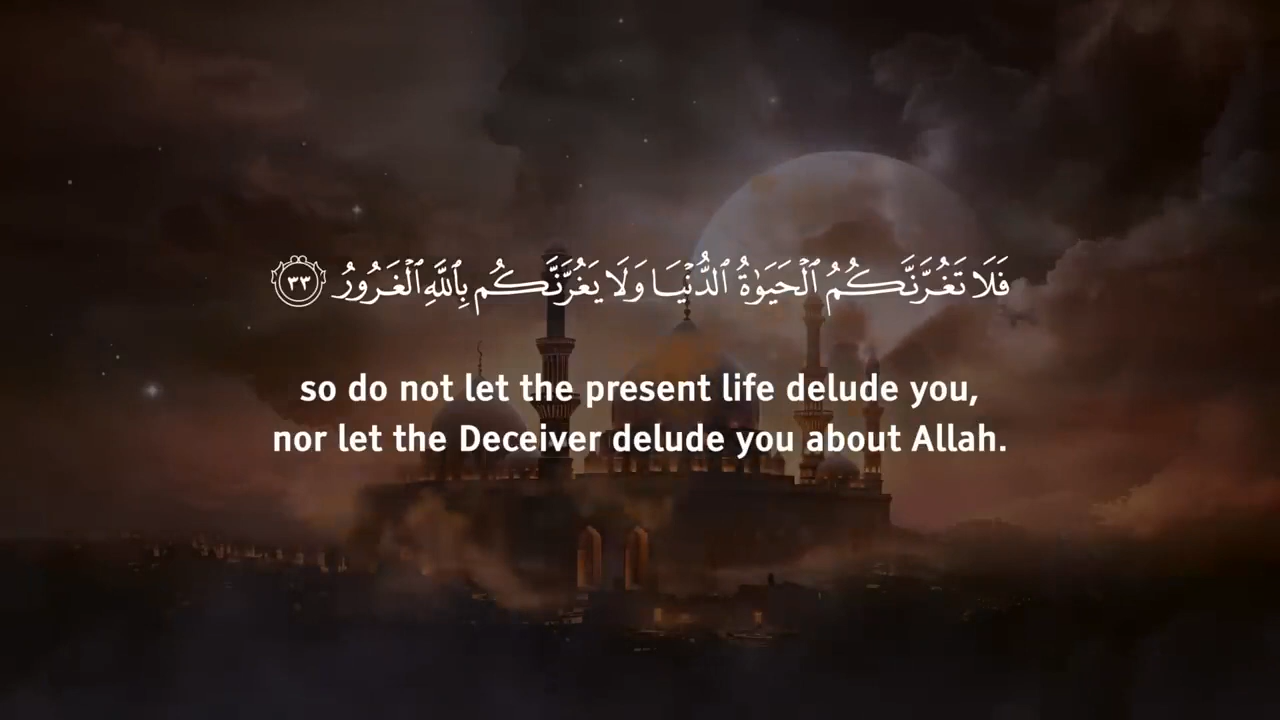 فَلَا تَغُرَّنَّكُمُ ٱلْحَيَوٰةُ ٱلدُّنْيَا وَلَا يَغُرَّنَّكُم بِٱللَّهِ ٱلْغَرُورُ ٣٣
so do not let the present life delude you,
nor let the Deceiver delude you about Allah.